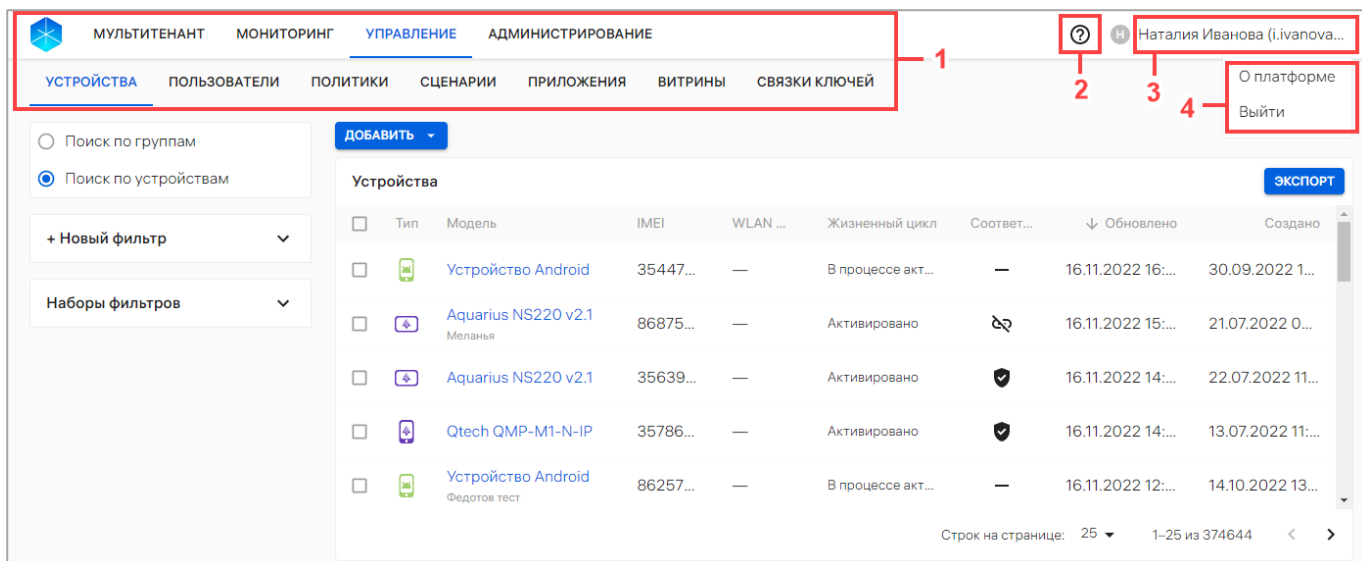 МУЛЬТИТЕНАНТ МОНИТОРИНГ УПРАВЛЕНИЕ АДМИНИСТРИРОВАНИЕ
Н Наталия Иванова (i.ivanova...
1
УСТРОЙСТВА ПОЛЬЗОВАТЕЛИ ПОЛИТИКИ СЦЕНАРИИ ПРИЛОЖЕНИЯ ВИТРИНЫ СВЯЗКИ КЛЮЧЕЙ
2
3
4
О платформе
Выйти
Поиск по группам
Поиск по устройствам
+ Новый фильтр
Наборы фильтров
ДОБАВИТЬ
Устройства ЭКСПОРТ
Тип Модель IMEI WLAN ... Жизненный цикл Соответ... ↓ Обновлено Создано
Устройство Android 35447... — В процессе акт... — 16.11.2022 16:... 30.09.2022 1...
Aquarius NS220 v2.1 86875... — Активировано 16.11.2022 15:... 21.07.2022 0...
Меланья
Aquarius NS220 v2.1 35639... — Активировано 16.11.2022 14:... 22.07.2022 11...
Qtech QMP-M1-N-IP 35786... — Активировано 16.11.2022 14:... 13.07.2022 11:...
Устройство Android 86257... — В процессе акт... — 16.11.2022 12:... 14.10.2022 13...
Федотов тест
Строк на странице: 25 1–25 из 374644